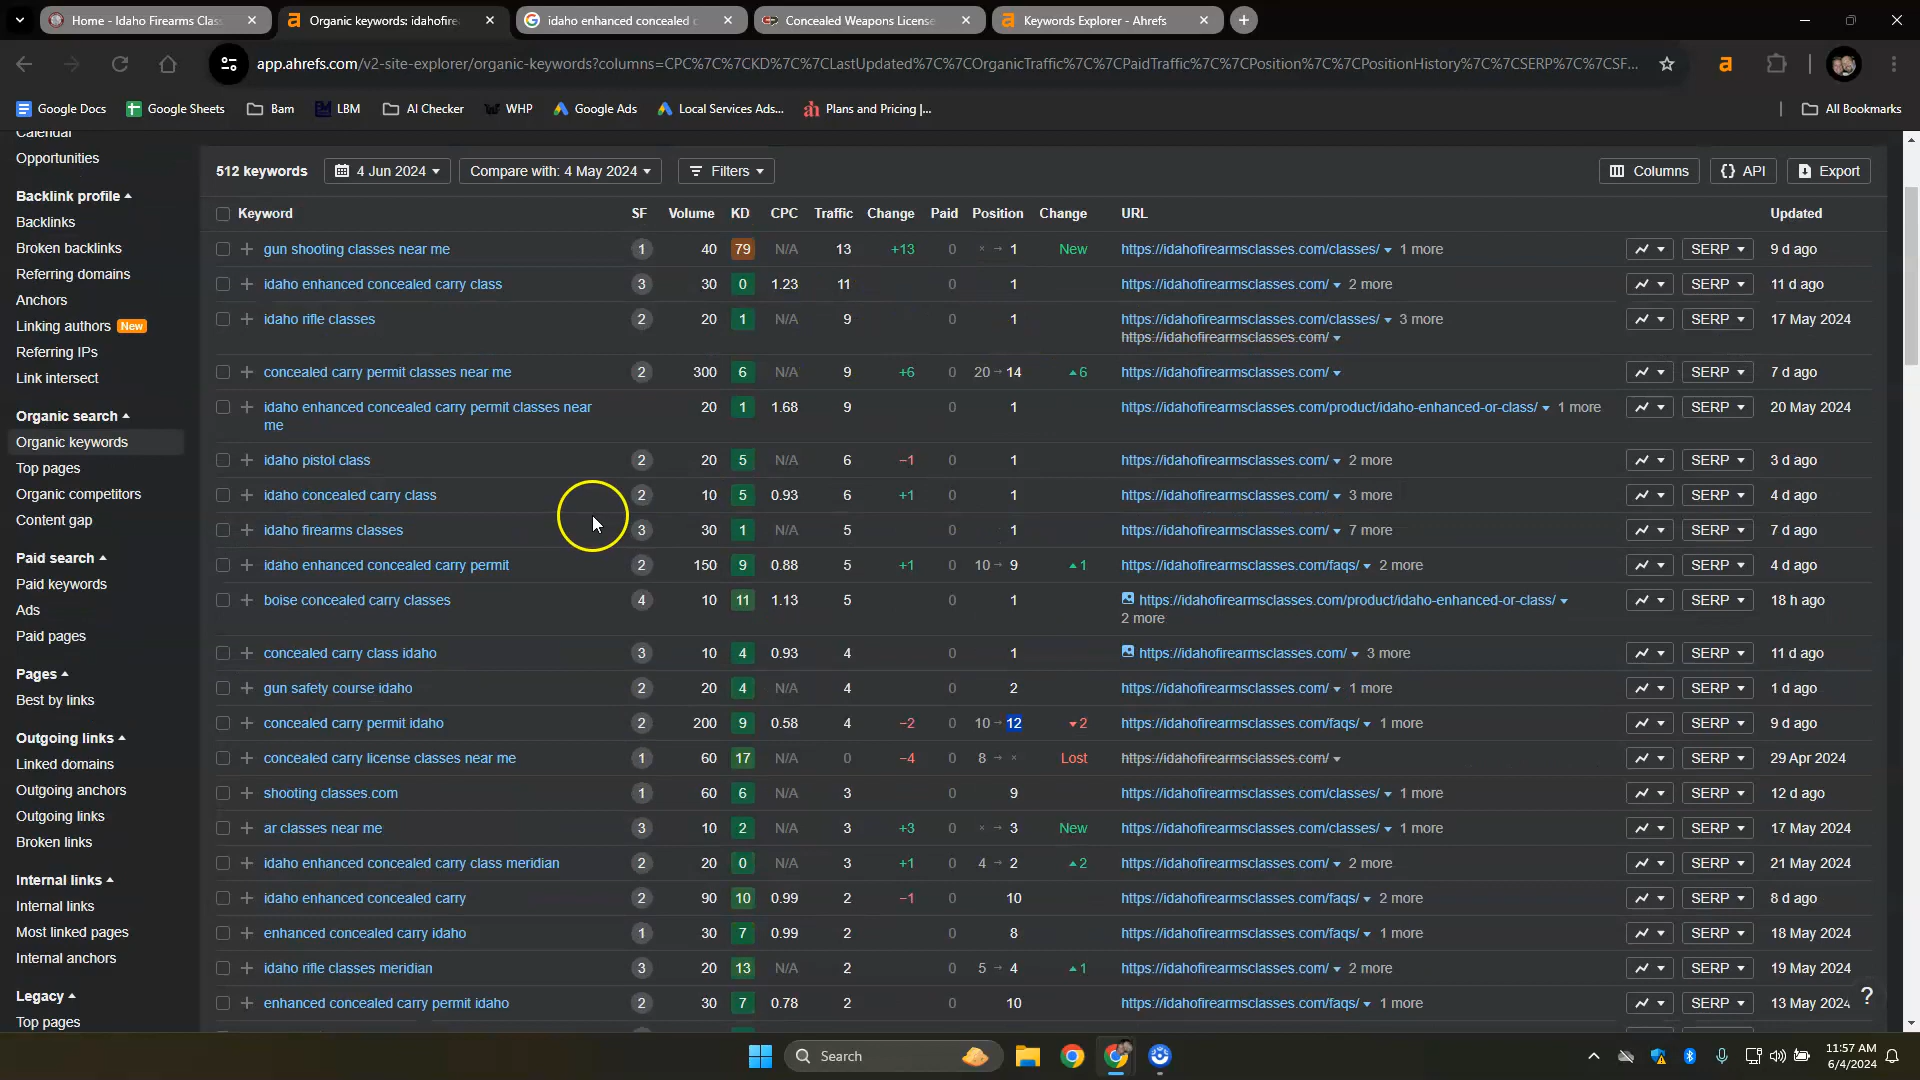 Home - Idaho Firearms Clas
Organic keywords: idahofire
idaho enhanced concealed c
Concealed Weapons License
Keywords Explorer - Ahrefs
app.ahrefs.com/v2-site-explorer/organic-keywords?columns=CPC%7C%7CKD%7C%7CLastUpdated%7C%7COrganicTraffic%7C%7CPaidTraffic%7C%7CPosition%7C%7CPositionHistory%7C%7CSERP%7C%7CSF...
Google Docs Google Sheets Bam LBM AI Checker WHP Google Ads Local Services Ads... Plans and Pricing |... All Bookmarks
Calendar
Opportunities
Backlink profile
Backlinks
Broken backlinks
Referring domains
Anchors
Linking authors New
Referring IPs
Link intersect
Organic search
Organic keywords
Top pages
Organic competitors
Content gap
Paid search
Paid keywords
Ads
Paid pages
Pages
Best by links
Outgoing links
Linked domains
Outgoing anchors
Outgoing links
Broken links
Internal links
Internal links
Most linked pages
Internal anchors
Legacy
Top pages
512 keywords 4 Jun 2024 Compare with: 4 May 2024 Filters Columns {} API Export
Keyword SF Volume KD CPC Traffic Change Paid Position Change URL Updated
gun shooting classes near me 1 40 79 N/A 13 +13 0 × → 1 New https://idahofirearmsclasses.com/classes/ 1 more SERP 9 d ago
idaho enhanced concealed carry class 3 30 0 1.23 11 0 1 https://idahofirearmsclasses.com/ 2 more SERP 11 d ago
idaho rifle classes 2 20 1 N/A 9 0 1 https://idahofirearmsclasses.com/classes/ 3 more SERP 17 May 2024
https://idahofirearmsclasses.com/
concealed carry permit classes near me 2 300 6 N/A 9 +6 0 20 → 14 6 https://idahofirearmsclasses.com/ SERP 7 d ago
idaho enhanced concealed carry permit classes near 20 1 1.68 9 0 1 https://idahofirearmsclasses.com/product/idaho-enhanced-or-class/ 1 more SERP 20 May 2024
me
idaho pistol class 2 20 5 N/A 6 −1 0 1 https://idahofirearmsclasses.com/ 2 more SERP 3 d ago
idaho concealed carry class 2 10 5 0.93 6 +1 0 1 https://idahofirearmsclasses.com/ 3 more SERP 4 d ago
idaho firearms classes 3 30 1 N/A 5 0 1 https://idahofirearmsclasses.com/ 7 more SERP 7 d ago
idaho enhanced concealed carry permit 2 150 9 0.88 5 +1 0 10 → 9 1 https://idahofirearmsclasses.com/faqs/ 2 more SERP 4 d ago
boise concealed carry classes 4 10 11 1.13 5 0 1 https://idahofirearmsclasses.com/product/idaho-enhanced-or-class/ SERP 18 h ago
2 more
concealed carry class idaho 3 10 4 0.93 4 0 1 https://idahofirearmsclasses.com/ 3 more SERP 11 d ago
gun safety course idaho 2 20 4 N/A 4 0 2 https://idahofirearmsclasses.com/ 1 more SERP 1 d ago
concealed carry permit idaho 2 200 9 0.58 4 −2 0 10 → 12 2 https://idahofirearmsclasses.com/faqs/ 1 more SERP 9 d ago
concealed carry license classes near me 1 60 17 N/A 0 −4 0 8 → × Lost https://idahofirearmsclasses.com/ SERP 29 Apr 2024
shooting classes.com 1 60 6 N/A 3 0 9 https://idahofirearmsclasses.com/classes/ 1 more SERP 12 d ago
ar classes near me 3 10 2 N/A 3 +3 0 × → 3 New https://idahofirearmsclasses.com/classes/ 1 more SERP 17 May 2024
idaho enhanced concealed carry class meridian 2 20 0 N/A 3 +1 0 4 → 2 2 https://idahofirearmsclasses.com/ 2 more SERP 21 May 2024
idaho enhanced concealed carry 2 90 10 0.99 2 −1 0 10 https://idahofirearmsclasses.com/faqs/ 2 more SERP 8 d ago
enhanced concealed carry idaho 1 30 7 0.99 2 0 8 https://idahofirearmsclasses.com/faqs/ 1 more SERP 18 May 2024
idaho rifle classes meridian 3 20 13 N/A 2 0 5 → 4 1 https://idahofirearmsclasses.com/ 2 more SERP 19 May 2024
enhanced concealed carry permit idaho 2 30 7 0.78 2 0 10 https://idahofirearmsclasses.com/faqs/ 1 more SERP 13 May 2024
?
Search
11:57 AM
6/4/2024